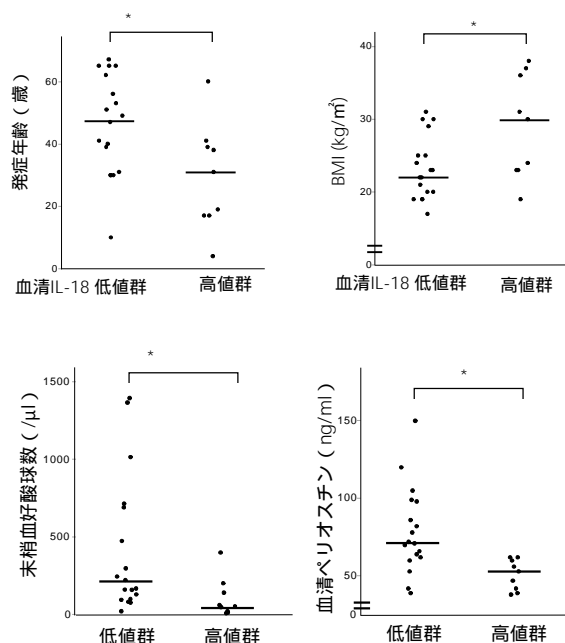 *
発症年齢(歳)
60
40
20
0
血清IL-18 低値群 高値群
*
BMI (kg/㎡)
40
30
20
0
血清IL-18 低値群 高値群
*
末梢血好酸球数(/μl)
1500
1000
500
0
低値群 高値群
*
血清ペリオスチン(ng/ml)
150
100
50
0
低値群 高値群